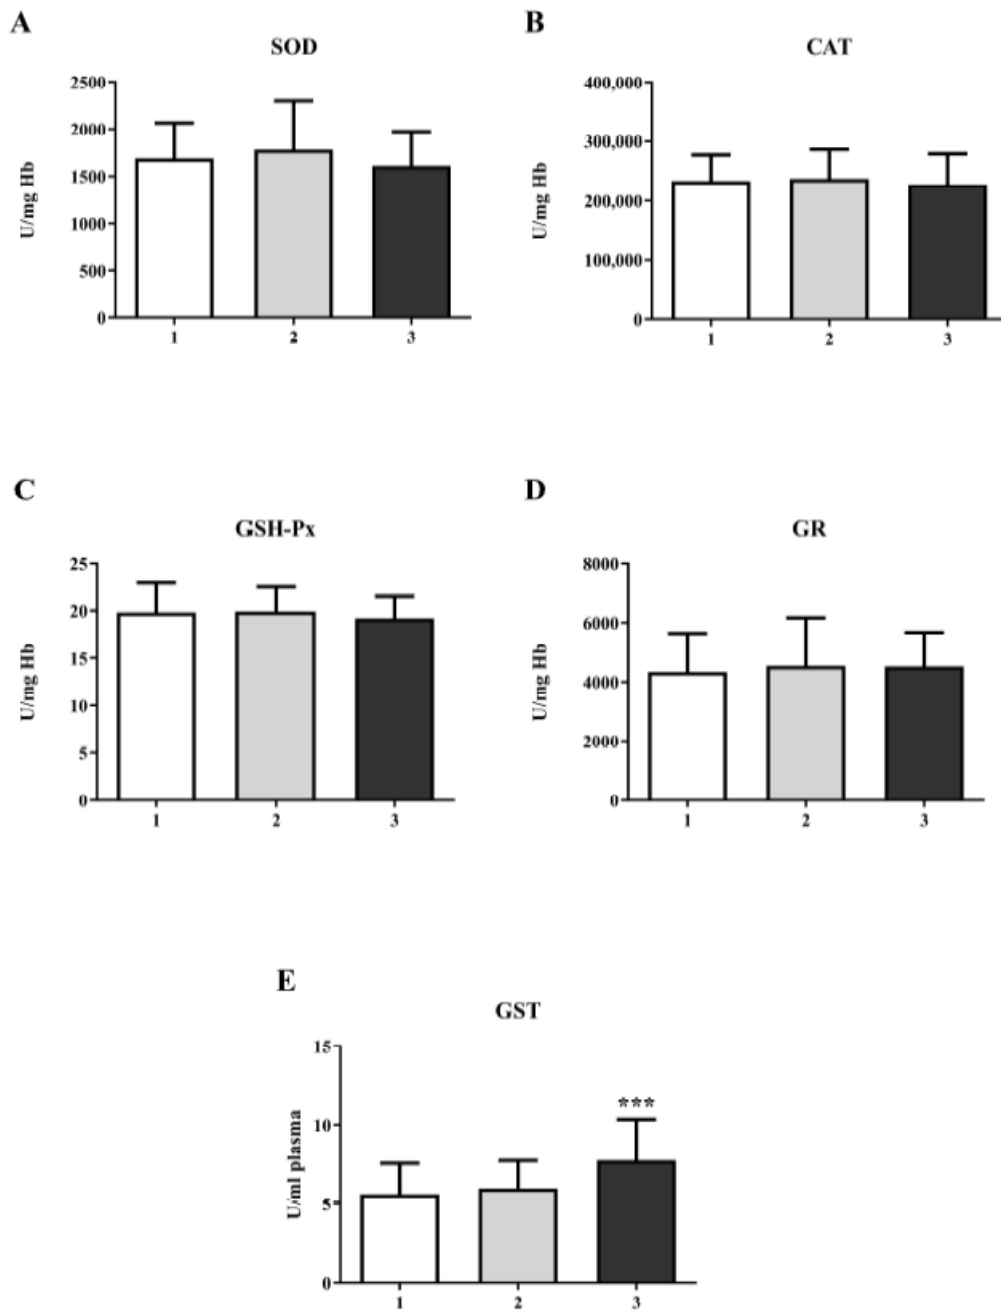 A
SOD
2500
2000
1500
1000
500
0
U/mg Hb
1 2 3
B
CAT
400,000
300,000
200,000
100,000
0
U/mg Hb
1 2 3
C
GSH-Px
25
20
15
10
5
0
U/mg Hb
1 2 3
D
GR
8000
6000
4000
2000
0
U/mg Hb
1 2 3
E
GST
15
10
5
0
U/ml plasma
***
1 2 3